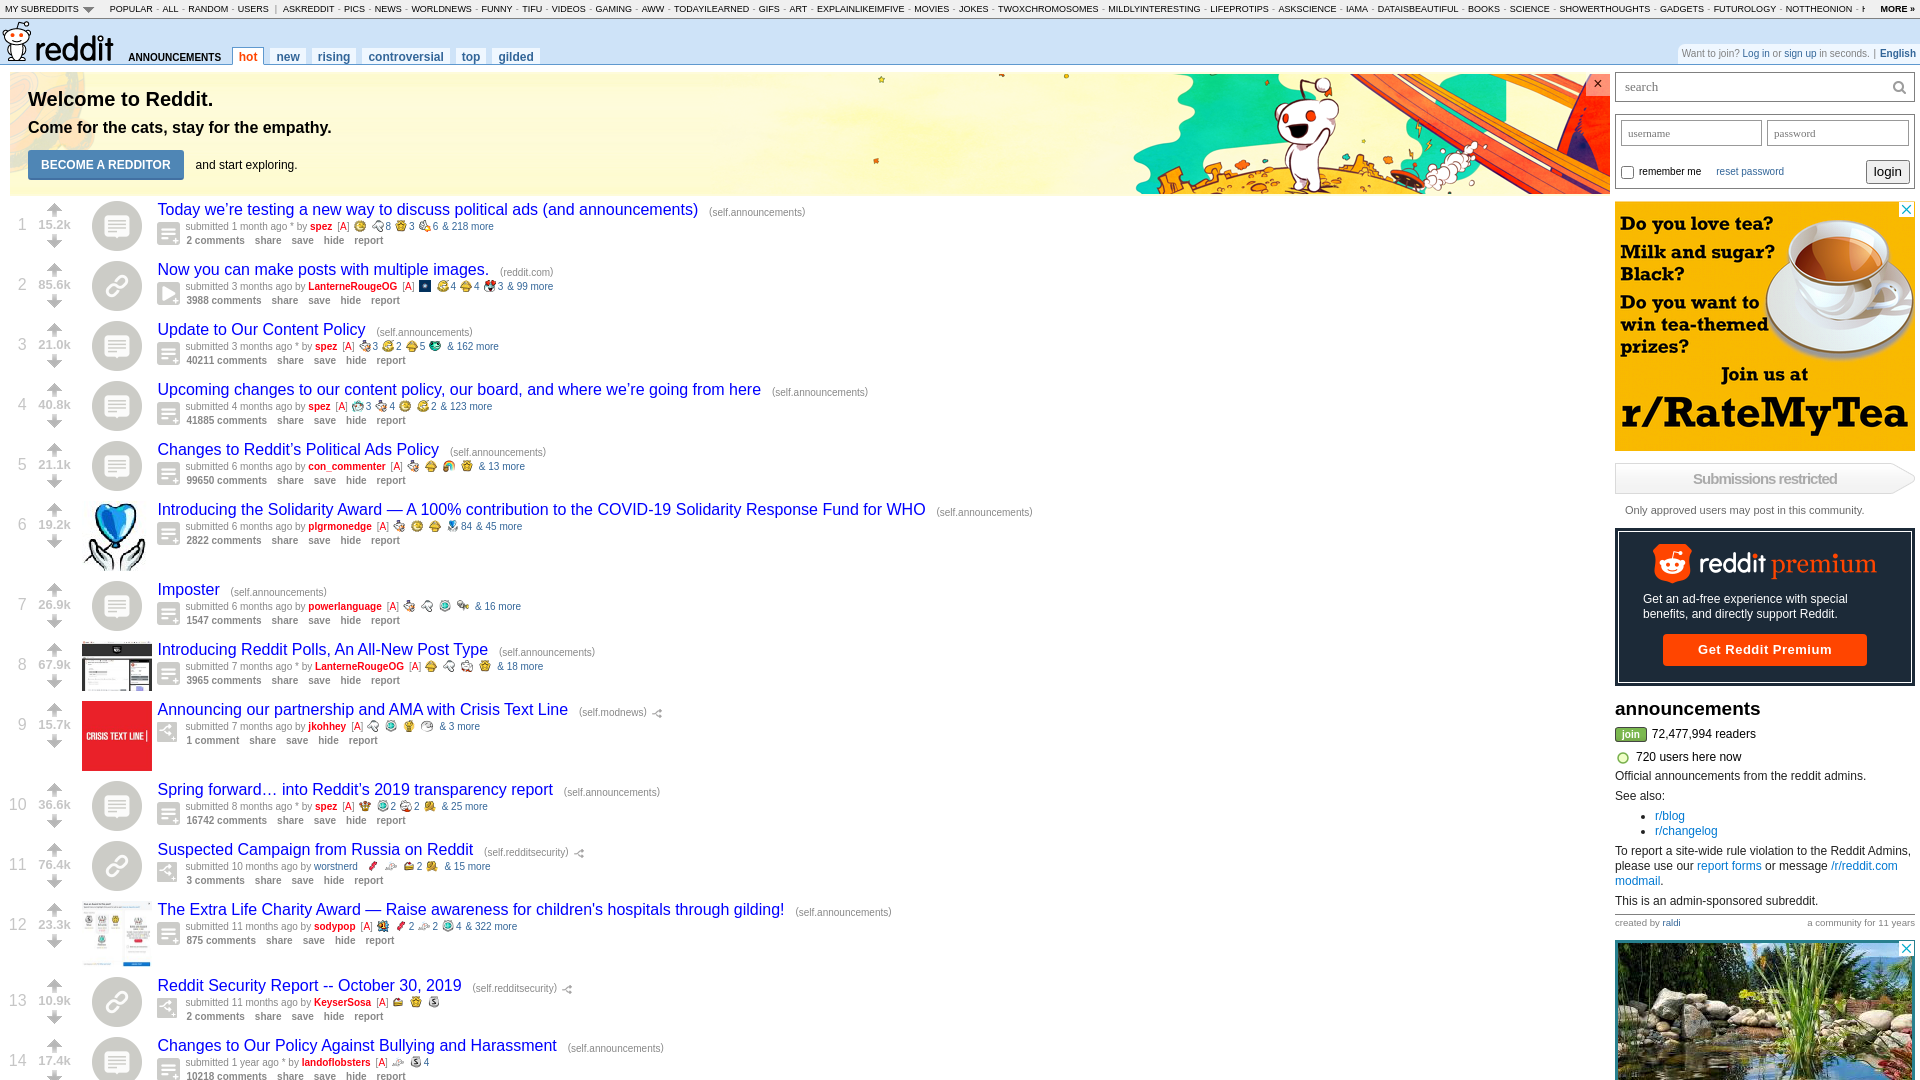 MY SUBREDDITS POPULAR - ALL - RANDOM - USERS | ASKREDDIT - PICS - NEWS - WORLDNEWS - FUNNY - TIFU - VIDEOS - GAMING - AWW - TODAYILEARNED - GIFS - ART - EXPLAINLIKEIMFIVE - MOVIES - JOKES - TWOXCHROMOSOMES - MILDLYINTERESTING - LIFEPROTIPS - ASKSCIENCE - IAMA - DATAISBEAUTIFUL - BOOKS - SCIENCE - SHOWERTHOUGHTS - GADGETS - FUTUROLOGY - NOTTHEONION - MORE »
reddit ANNOUNCEMENTS hot new rising controversial top gilded
Want to join? Log in or sign up in seconds. | English
Welcome to Reddit.
Come for the cats, stay for the empathy.
BECOME A REDDITOR and start exploring.
×
1 15.2k Today we're testing a new way to discuss political ads (and announcements) (self.announcements)
submitted 1 month ago * by spez [A] 8 3 6 & 218 more
2 comments share save hide report
2 85.6k Now you can make posts with multiple images. (reddit.com)
submitted 3 months ago by LanterneRougeOG [A] 4 4 3 & 99 more
3988 comments share save hide report
3 21.0k Update to Our Content Policy (self.announcements)
submitted 3 months ago * by spez [A] 3 2 5 & 162 more
40211 comments share save hide report
4 40.8k Upcoming changes to our content policy, our board, and where we're going from here (self.announcements)
submitted 4 months ago by spez [A] 3 4 2 & 123 more
41885 comments share save hide report
5 21.1k Changes to Reddit's Political Ads Policy (self.announcements)
submitted 6 months ago by con_commenter [A] & 13 more
99650 comments share save hide report
6 19.2k Introducing the Solidarity Award — A 100% contribution to the COVID-19 Solidarity Response Fund for WHO (self.announcements)
submitted 6 months ago by plgrmonedge [A] 84 & 45 more
2822 comments share save hide report
7 26.9k Imposter (self.announcements)
submitted 6 months ago by powerlanguage [A] & 16 more
1547 comments share save hide report
8 67.9k Introducing Reddit Polls, An All-New Post Type (self.announcements)
submitted 7 months ago * by LanterneRougeOG [A] & 18 more
3965 comments share save hide report
9 15.7k CRISIS TEXT LINE | Announcing our partnership and AMA with Crisis Text Line (self.modnews)
submitted 7 months ago by jkohhey [A] & 3 more
1 comment share save hide report
10 36.6k Spring forward… into Reddit's 2019 transparency report (self.announcements)
submitted 8 months ago * by spez [A] 2 2 & 25 more
16742 comments share save hide report
11 76.4k Suspected Campaign from Russia on Reddit (self.redditsecurity)
submitted 10 months ago by worstnerd 2 & 15 more
3 comments share save hide report
12 23.3k The Extra Life Charity Award — Raise awareness for children's hospitals through gilding! (self.announcements)
submitted 11 months ago by sodypop [A] 2 2 4 & 322 more
875 comments share save hide report
13 10.9k Reddit Security Report -- October 30, 2019 (self.redditsecurity)
submitted 11 months ago by KeyserSosa [A]
2 comments share save hide report
14 17.4k Changes to Our Policy Against Bullying and Harassment (self.announcements)
submitted 1 year ago * by landoflobsters [A] 4
10218 comments share save hide report
search
username password
remember me reset password login
Do you love tea?
Milk and sugar?
Black?
Do you want to
win tea-themed
prizes?
Join us at
r/RateMyTea
Submissions restricted
Only approved users may post in this community.
reddit premium
Get an ad-free experience with special
benefits, and directly support Reddit.
Get Reddit Premium
announcements
join 72,477,994 readers
720 users here now
Official announcements from the reddit admins.
See also:
• r/blog
• r/changelog
To report a site-wide rule violation to the Reddit Admins,
please use our report forms or message /r/reddit.com
modmail.
This is an admin-sponsored subreddit.
created by raldi a community for 11 years